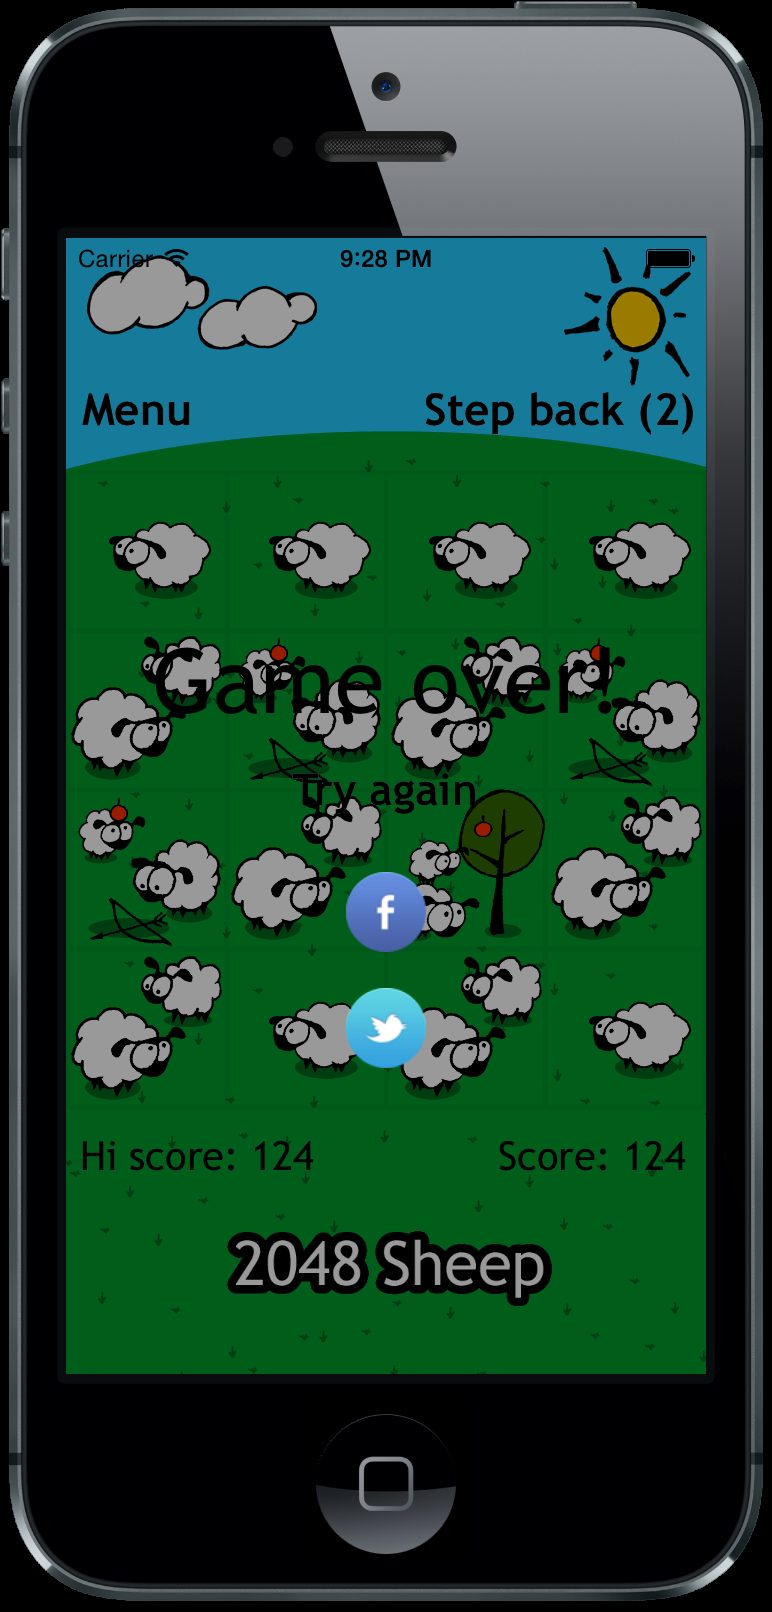 Carrier
9:28 PM
Menu
Step back (2)
Game over!
Try again
f
Hi score: 124
Score: 124
2048 Sheep